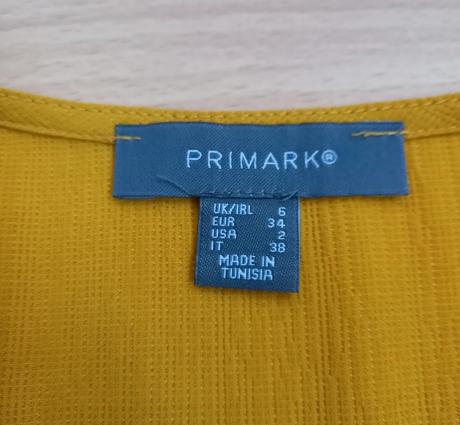 PRIMARK®
UK/IRL 6
EUR 34
USA 2
IT 38
MADE IN
TUNISIA